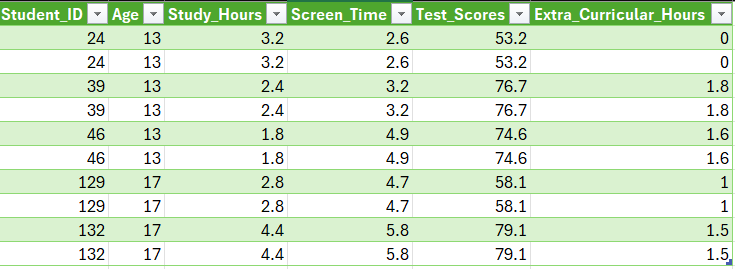 Student_ID Age Study_Hours Screen_Time Test_Scores Extra_Curricular_Hours
24 13 3.2 2.6 53.2 0
24 13 3.2 2.6 53.2 0
39 13 2.4 3.2 76.7 1.8
39 13 2.4 3.2 76.7 1.8
46 13 1.8 4.9 74.6 1.6
46 13 1.8 4.9 74.6 1.6
129 17 2.8 4.7 58.1 1
129 17 2.8 4.7 58.1 1
132 17 4.4 5.8 79.1 1.5
132 17 4.4 5.8 79.1 1.5